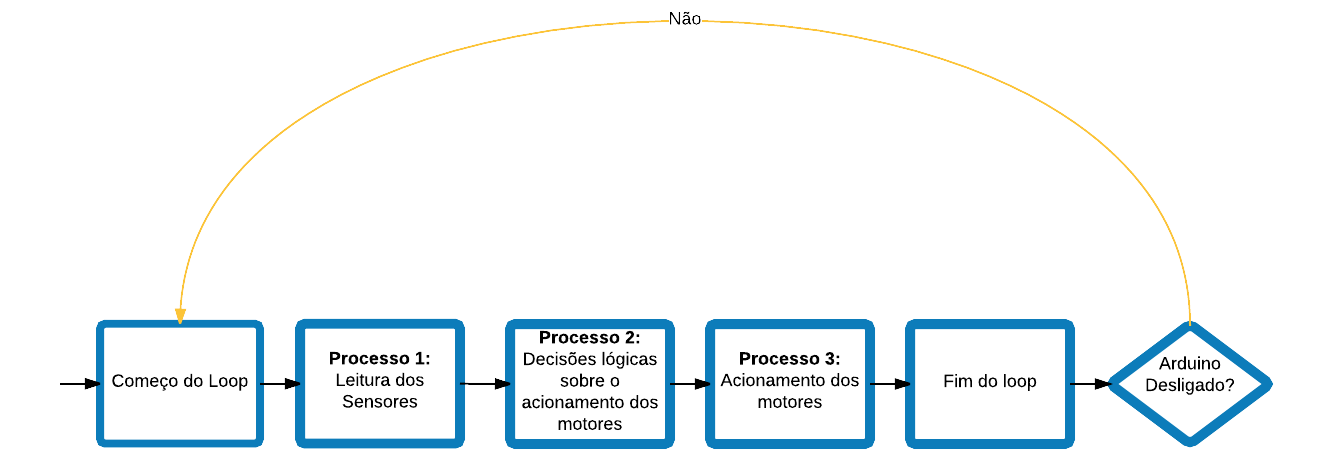 Não
Começo do Loop
Processo 1:
Leitura dos
Sensores
Processo 2:
Decisões lógicas
sobre o
acionamento dos
motores
Processo 3:
Acionamento dos
motores
Fim do loop
Arduino
Desligado?